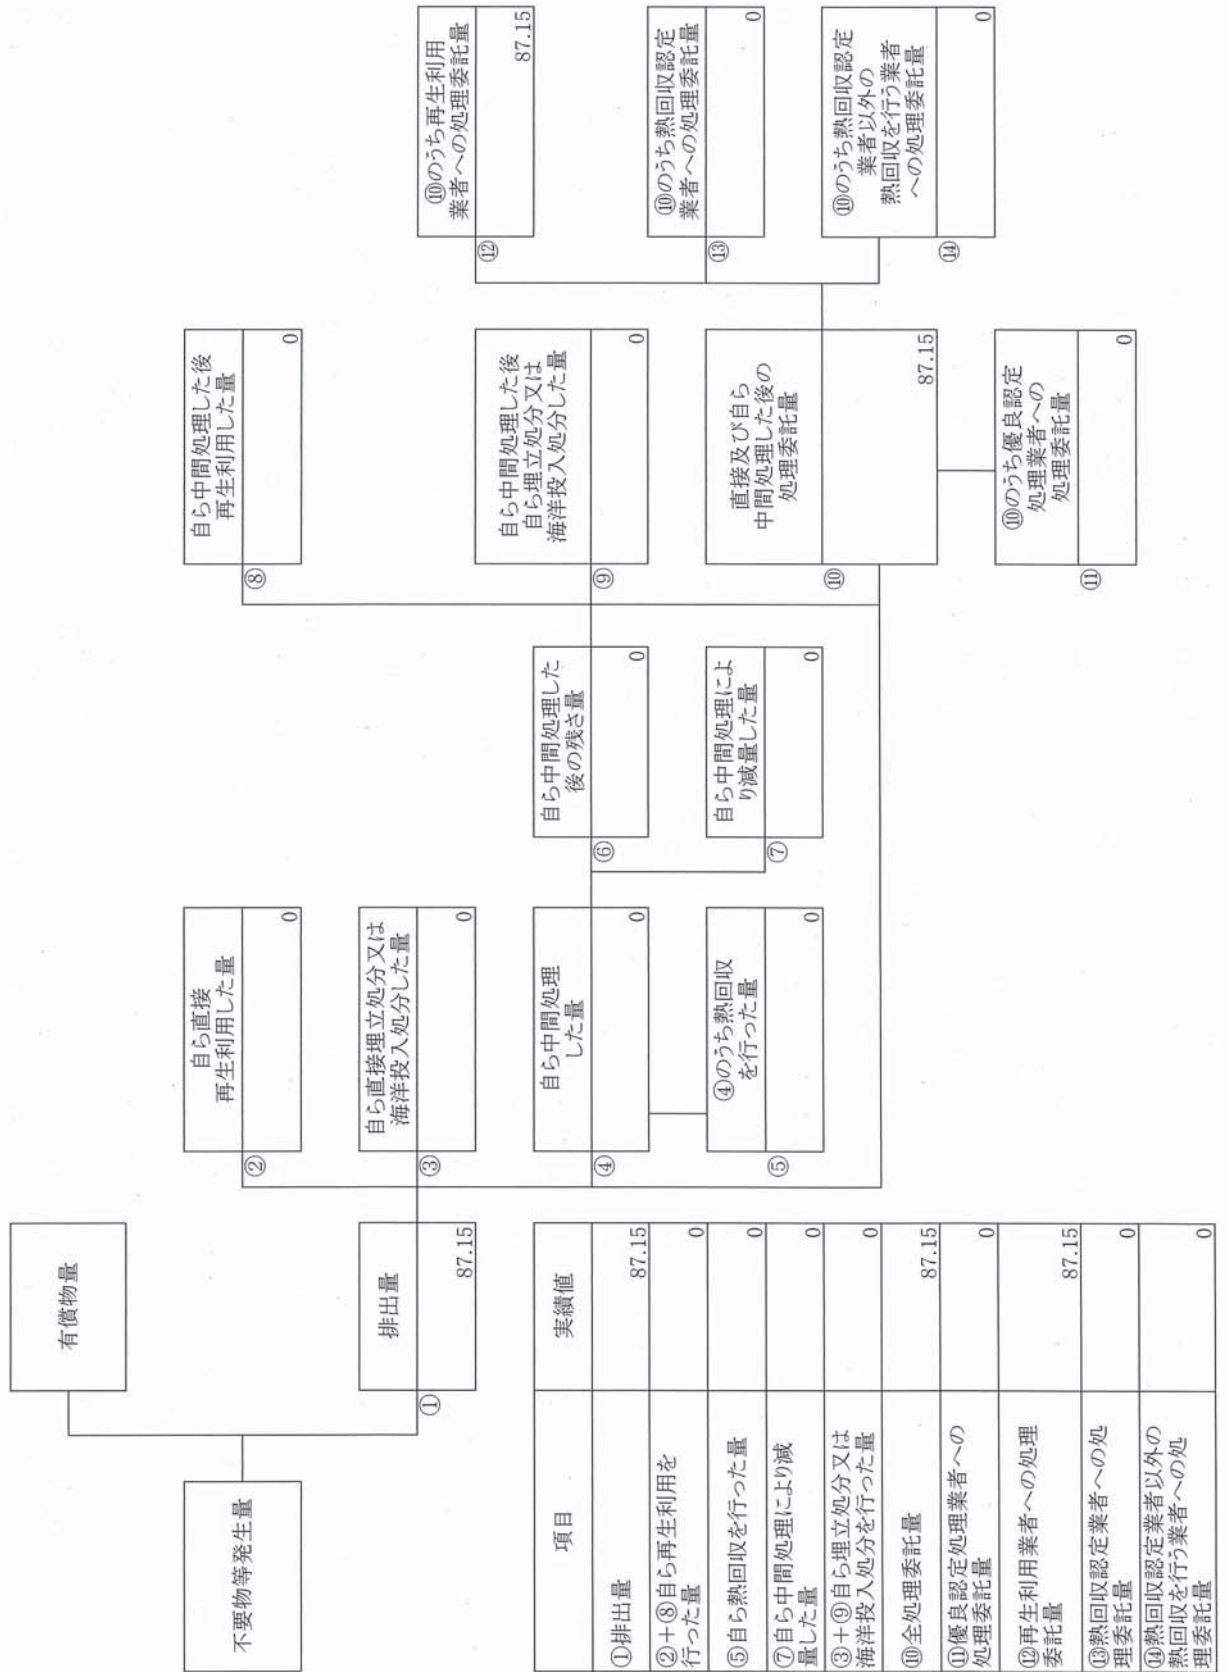 不要物等発生量
有償物量
①
排出量
87.15
②
自ら直接
再生利用した量
0
③
自ら直接埋立処分又は
海洋投入処分した量
0
④
自ら中間処理
した量
0
⑤
④のうち熱回収
を行った量
0
⑥
自ら中間処理した
後の残さ量
0
⑦
自ら中間処理によ
り減量した量
0
⑧
自ら中間処理した後
再生利用した量
0
⑨
自ら中間処理した後
自ら埋立処分又は
海洋投入処分した量
0
⑩
直接及び自ら
中間処理した後の
処理委託量
87.15
⑪
⑩のうち優良認定
処理業者への
処理委託量
0
⑫
⑩のうち再生利用
業者への処理委託量
87.15
⑬
⑩のうち熱回収認定
業者への処理委託量
0
⑭
⑩のうち熱回収認定
業者以外の
熱回収を行う業者
への処理委託量
0
項目
実績値
①排出量
87.15
②+⑧自ら再生利用を
行った量
0
⑤自ら熱回収を行った量
0
⑦自ら中間処理により減
量した量
0
③+⑨自ら埋立処分又は
海洋投入処分を行った量
0
⑩全処理委託量
87.15
⑪優良認定処理業者への
処理委託量
0
⑫再生利用業者への処理
委託量
87.15
⑬熱回収認定業者への処
理委託量
0
⑭熱回収認定業者以外の
熱回収を行う業者への処
理委託量
0